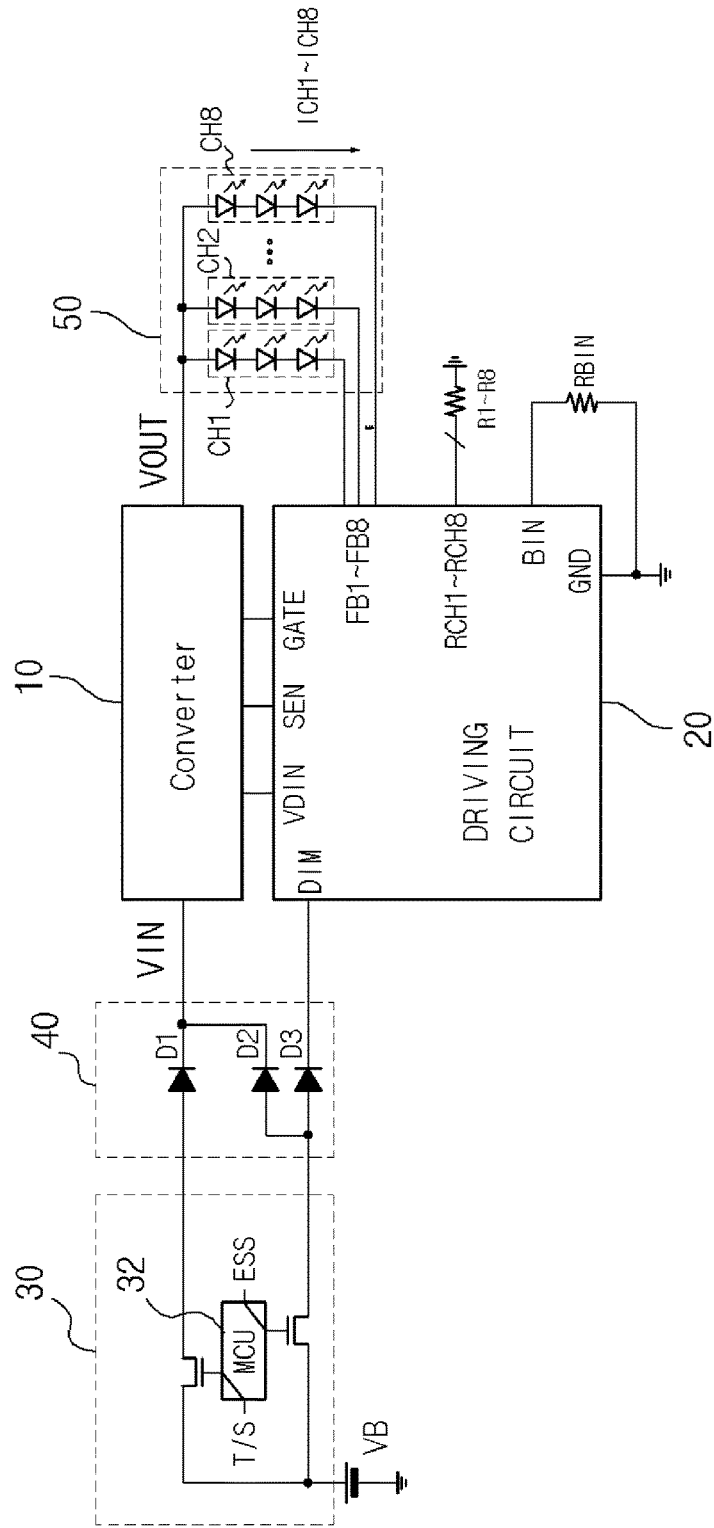 30
32
T/S
MCU
ESS
VB
40
D1
D2
D3
VIN
10
Converter
VOUT
VDIN
SEN
GATE
DIM
DRIVING
CIRCUIT
20
FB1~FB8
RCH1~RCH8
BIN
GND
50
CH1
CH2
CH8
ICH1~ICH8
R1~R8
RBIN